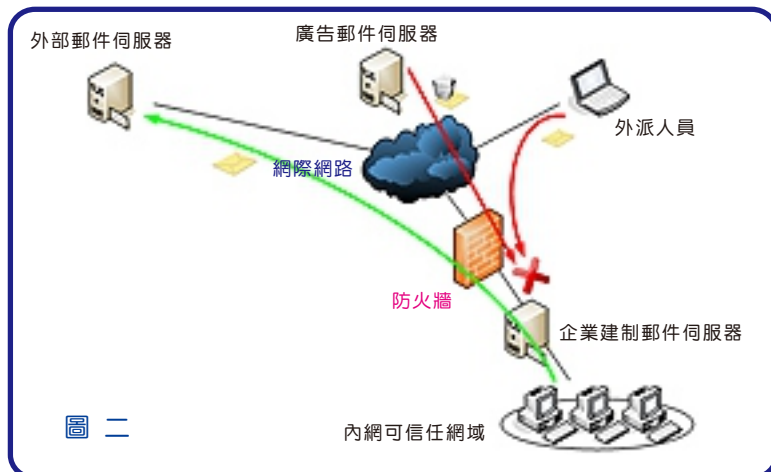 外部郵件伺服器
廣告郵件伺服器
外派人員
網際網路
防火牆
企業建制郵件伺服器
內網可信任網域
圖 二